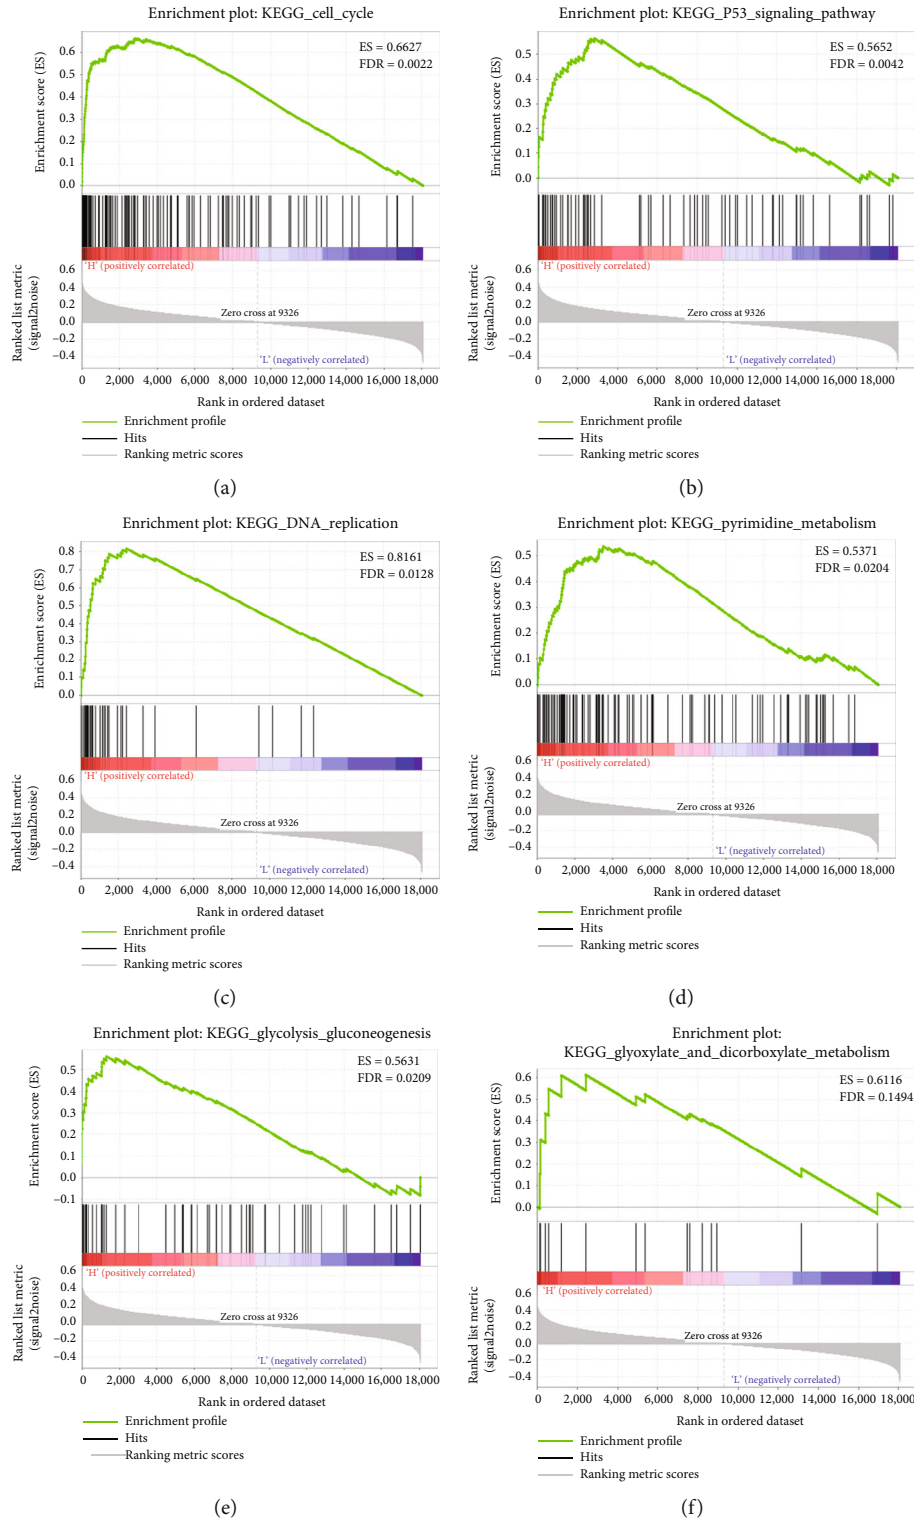 Enrichment plot: KEGG_cell_cycle
ES = 0.6627
FDR = 0.0022
Enrichment score (ES)
0.6
0.5
0.4
0.3
0.2
0.1
0.0
'H' (positively correlated)
Ranked list metric
(signal2noise)
0.6
0.4
0.2
0.0
−0.2
−0.4
Zero cross at 9326
'L' (negatively correlated)
0 2,000 4,000 6,000 8,000 10,000 12,000 14,000 16,000 18,000
Rank in ordered dataset
Enrichment profile
Hits
Ranking metric scores
(a)
Enrichment plot: KEGG_P53_signaling_pathway
ES = 0.5652
FDR = 0.0042
Enrichment score (ES)
0.5
0.4
0.3
0.2
0.1
0.0
'H' (positively correlated)
Ranked list metric
(signal2noise)
0.6
0.4
0.2
0.0
−0.2
−0.4
Zero cross at 9326
'L' (negatively correlated)
0 2,000 4,000 6,000 8,000 10,000 12,000 14,000 16,000 18,000
Rank in ordered dataset
Enrichment profile
Hits
Ranking metric scores
(b)
Enrichment plot: KEGG_DNA_replication
ES = 0.8161
FDR = 0.0128
Enrichment score (ES)
0.8
0.7
0.6
0.5
0.4
0.3
0.2
0.1
0.0
'H' (positively correlated)
Ranked list metric
(signal2noise)
0.6
0.4
0.2
0.0
−0.2
−0.4
Zero cross at 9326
'L' (negatively correlated)
0 2,000 4,000 6,000 8,000 10,000 12,000 14,000 16,000 18,000
Rank in ordered dataset
Enrichment profile
Hits
Ranking metric scores
(c)
Enrichment plot: KEGG_pyrimidine_metabolism
ES = 0.5371
FDR = 0.0204
Enrichment score (ES)
0.5
0.4
0.3
0.2
0.1
0.0
'H' (positively correlated)
Ranked list metric
(signal2noise)
0.6
0.4
0.2
0.0
−0.2
−0.4
Zero cross at 9326
'L' (negatively correlated)
0 2,000 4,000 6,000 8,000 10,000 12,000 14,000 16,000 18,000
Rank in ordered dataset
Enrichment profile
Hits
Ranking metric scores
(d)
Enrichment plot: KEGG_glycolysis_gluconeogenesis
ES = 0.5631
FDR = 0.0209
Enrichment score (ES)
0.5
0.4
0.3
0.2
0.1
0.0
−0.1
'H' (positively correlated)
Ranked list metric
(signal2noise)
0.6
0.4
0.2
0.0
−0.2
−0.4
Zero cross at 9326
'L' (negatively correlated)
0 2,000 4,000 6,000 8,000 10,000 12,000 14,000 16,000 18,000
Rank in ordered dataset
Enrichment profile
Hits
Ranking metric scores
(e)
Enrichment plot:
KEGG_glyoxylate_and_dicorboxylate_metabolism
ES = 0.6116
FDR = 0.1494
Enrichment score (ES)
0.6
0.5
0.4
0.3
0.2
0.1
0.0
'H' (positively correlated)
Ranked list metric
(signal2noise)
0.6
0.4
0.2
0.0
−0.2
−0.4
Zero cross at 9326
'L' (negatively correlated)
0 2,000 4,000 6,000 8,000 10,000 12,000 14,000 16,000 18,000
Rank in ordered dataset
Enrichment profile
Hits
Ranking metric scores
(f)